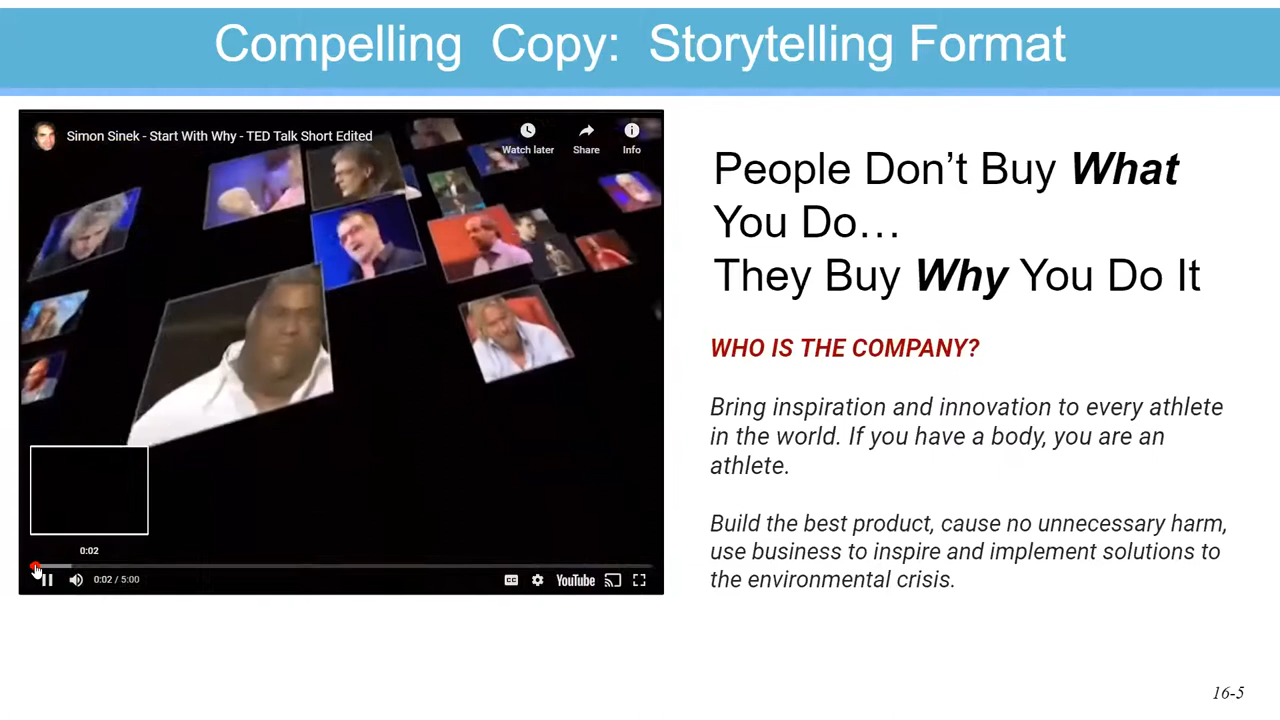 Compelling Copy: Storytelling Format
Simon Sinek - Start With Why - TED Talk Short Edited
Watch later
Share
Info
People Don’t Buy What
You Do…
They Buy Why You Do It
WHO IS THE COMPANY?
Bring inspiration and innovation to every athlete
in the world. If you have a body, you are an
athlete.
Build the best product, cause no unnecessary harm,
use business to inspire and implement solutions to
the environmental crisis.
0:02
0:02 / 5:00
CC
YouTube
16-5